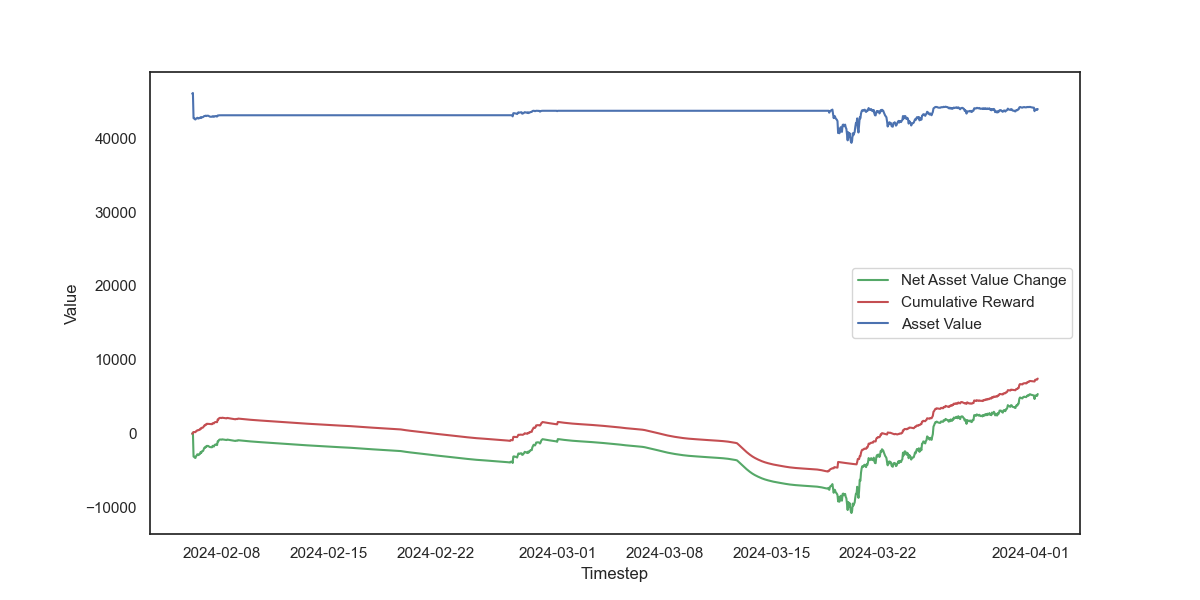 40000
30000
20000
10000
0
−10000
Value
Net Asset Value Change
Cumulative Reward
Asset Value
2024-02-08 2024-02-15 2024-02-22 2024-03-01 2024-03-08 2024-03-15 2024-03-22 2024-04-01
Timestep